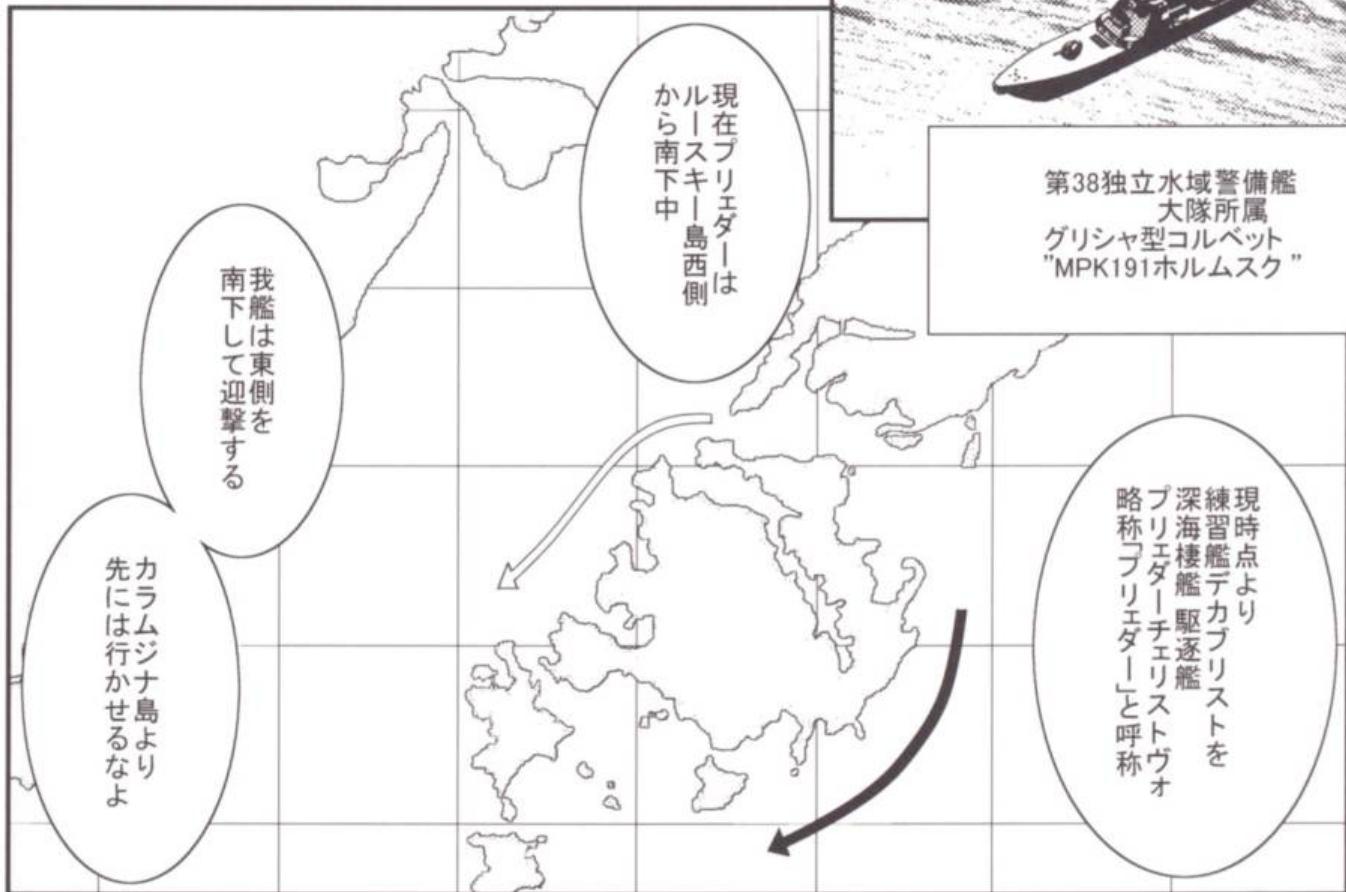 第38独立水域警備艦
大隊所属
グリシャ型コルベット
"MPK191ホルムスク"
現時点より
練習艦デカブリストを
深海棲艦 駆逐艦
プリェダーチェリストヴォ
略称「プリェダー」と呼称
現在プリェダーは
ルースキー島西側
から南下中
我艦は東側を
南下して迎撃する
カラムジナ島より
先には行かせるなよ